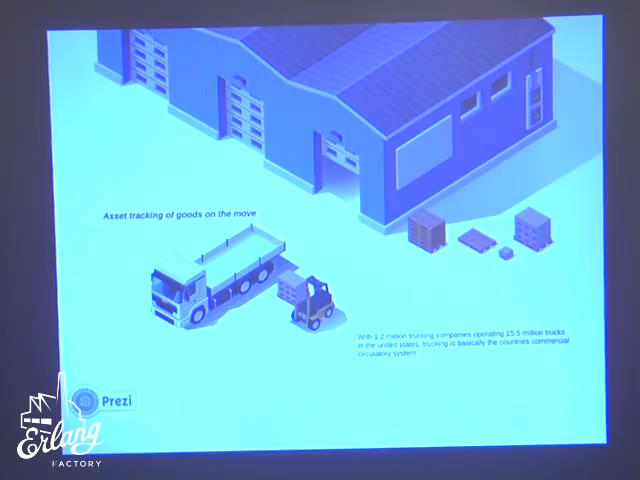 Asset tracking of goods on the move
With 1.2 million trucking companies operating 15.5 million trucks
in the united states, trucking is basically the countries commercial
circulatory system
Prezi
Erlang
FACTORY